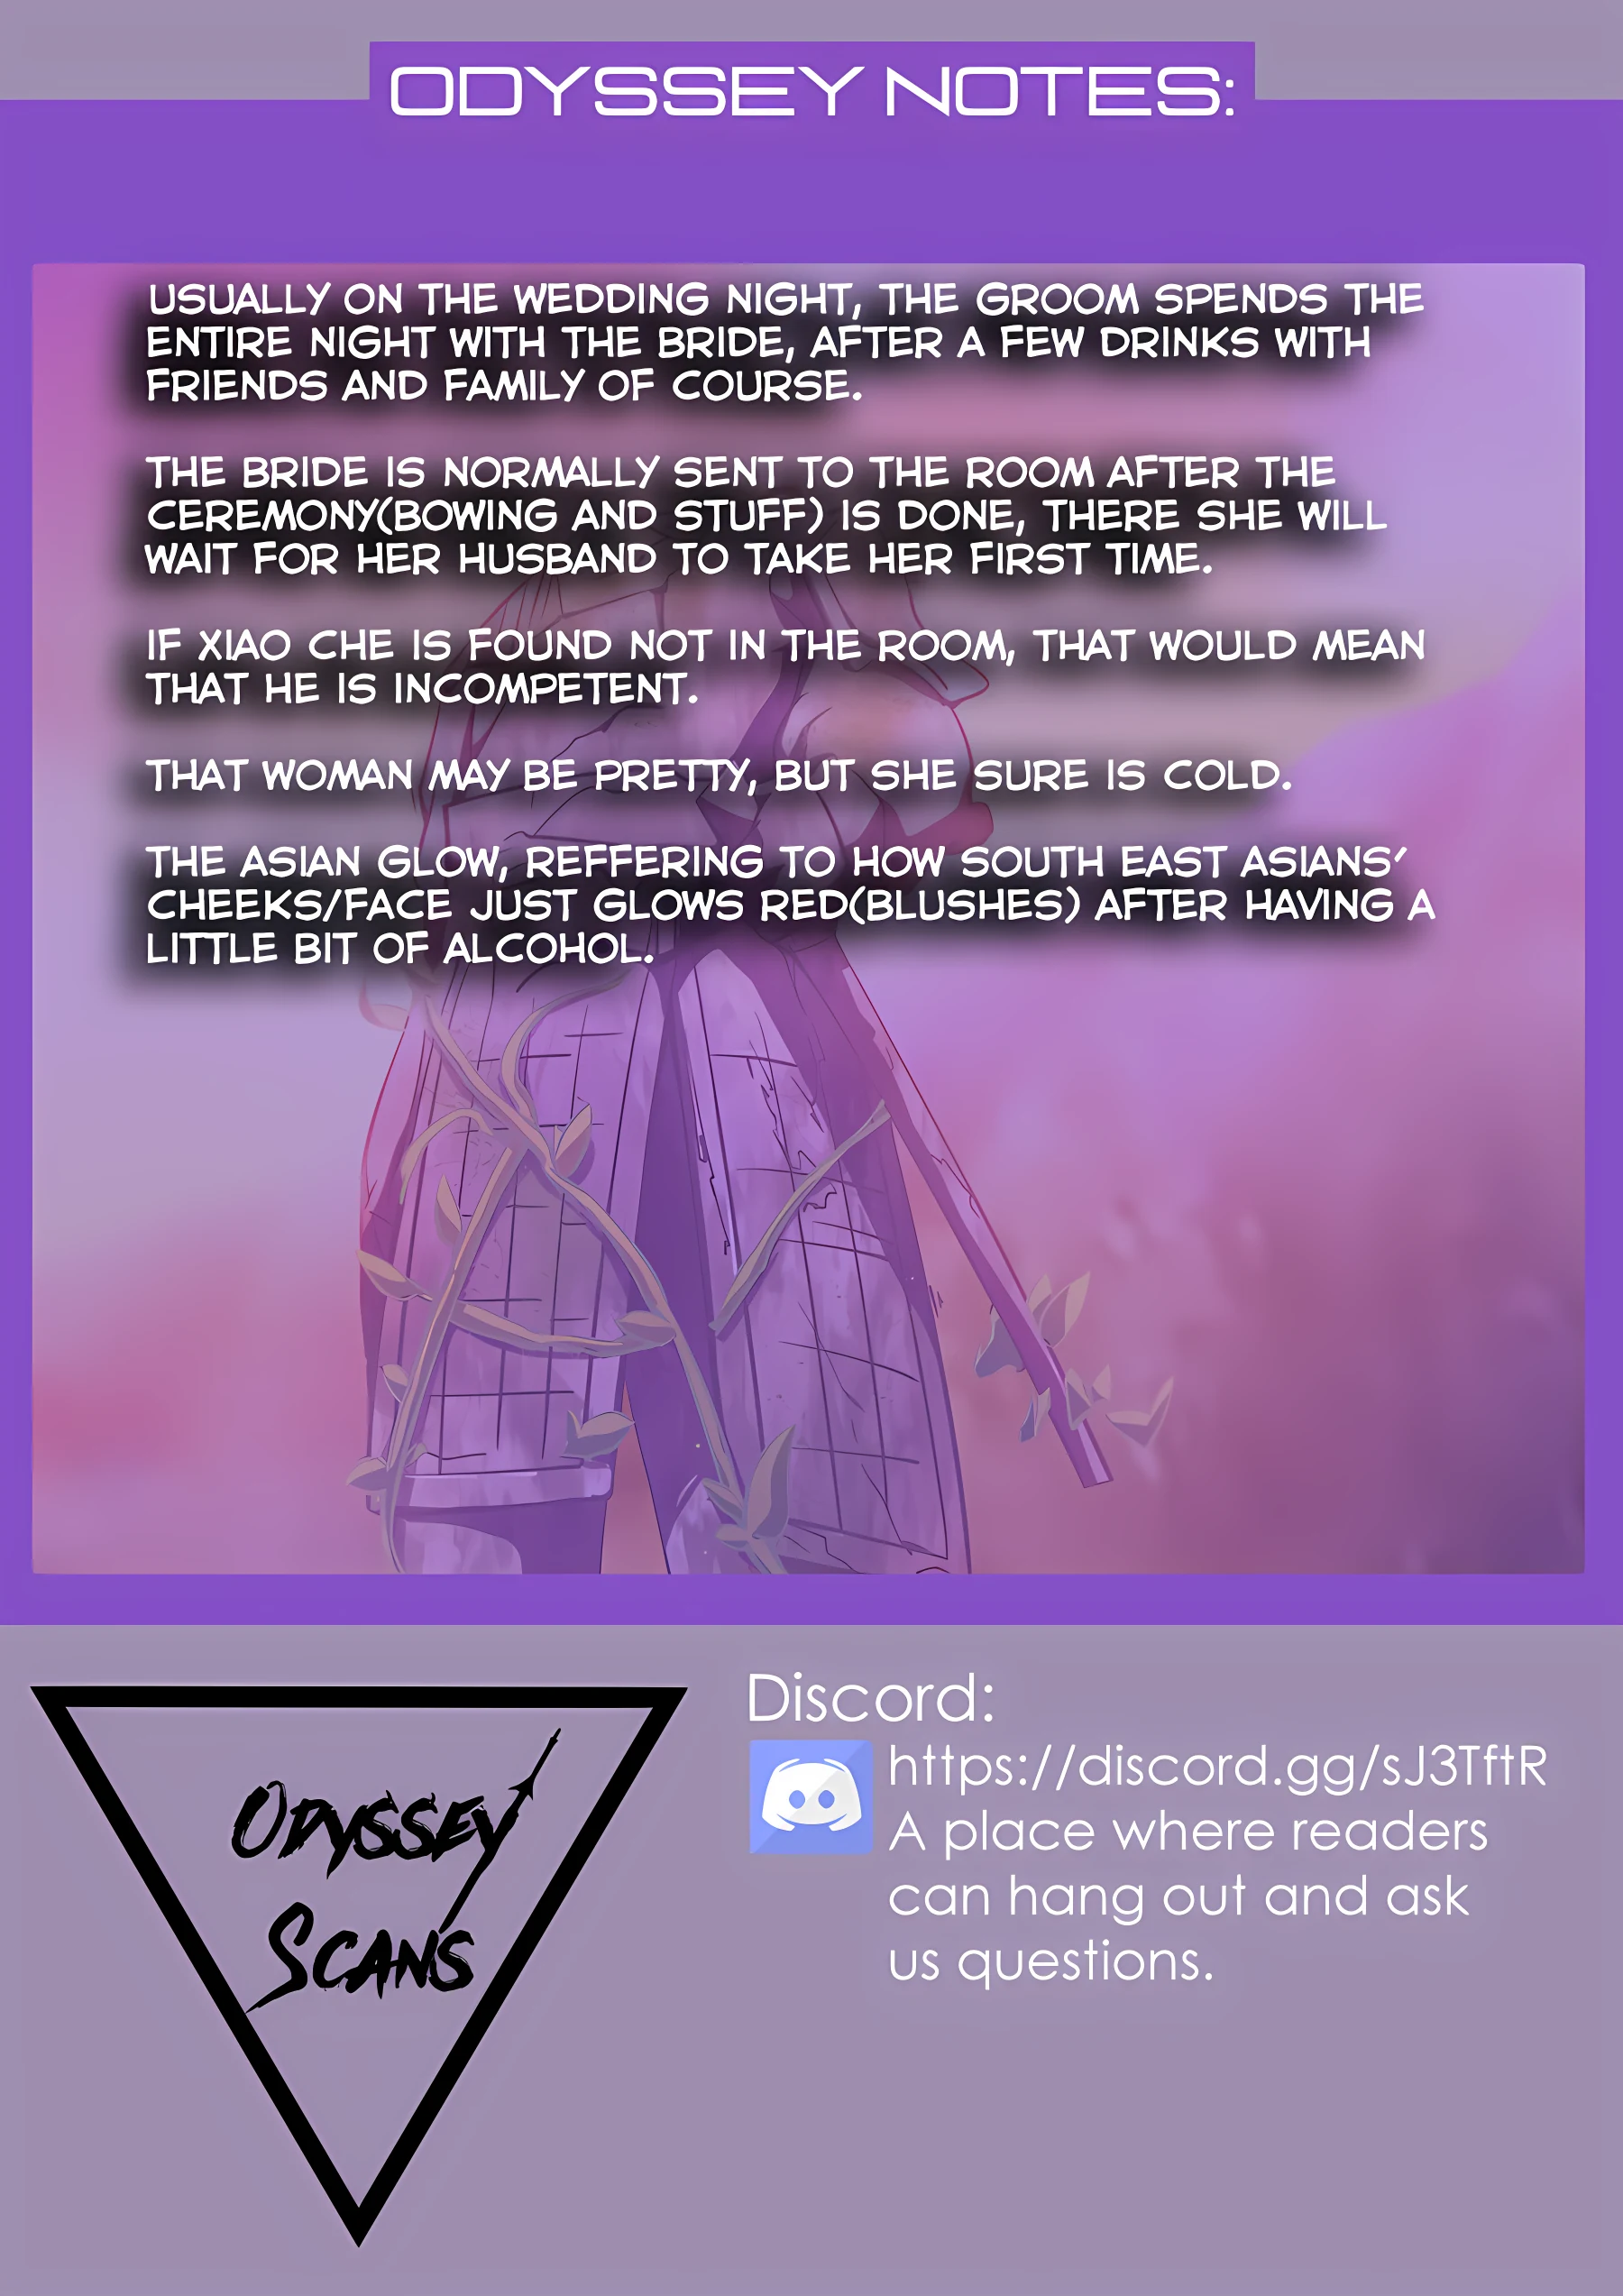 ODYSSEY NOTES:
USUALLY ON THE WEDDING NIGHT, THE GROOM SPENDS THE
ENTIRE NIGHT WITH THE BRIDE, AFTER A FEW DRINKS WITH
FRIENDS AND FAMILY OF COURSE.
THE BRIDE IS NORMALLY SENT TO THE ROOM AFTER THE
CEREMONY(BOWING AND STUFF) IS DONE, THERE SHE WILL
WAIT FOR HER HUSBAND TO TAKE HER FIRST TIME.
IF XIAO CHE IS FOUND NOT IN THE ROOM, THAT WOULD MEAN
THAT HE IS INCOMPETENT.
THAT WOMAN MAY BE PRETTY, BUT SHE SURE IS COLD.
THE ASIAN GLOW, REFFERING TO HOW SOUTH EAST ASIANS'
CHEEKS/FACE JUST GLOWS RED(BLUSHES) AFTER HAVING A
LITTLE BIT OF ALCOHOL.
ODYSSEY
SCANS
Discord:
https://discord.gg/sJ3TftR
A place where readers
can hang out and ask
us questions.